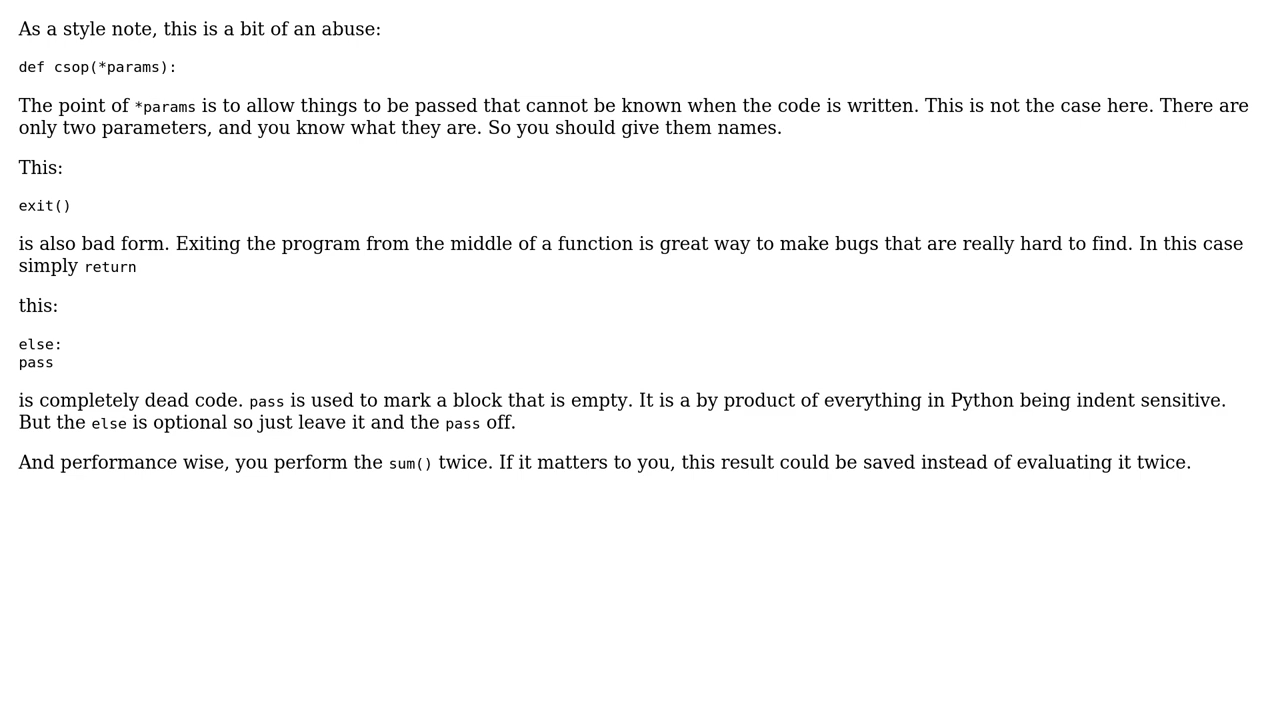 As a style note, this is a bit of an abuse:
def csop(*params):
The point of *params is to allow things to be passed that cannot be known when the code is written. This is not the case here. There are
only two parameters, and you know what they are. So you should give them names.
This:
exit()
is also bad form. Exiting the program from the middle of a function is great way to make bugs that are really hard to find. In this case
simply return
this:
else:
pass
is completely dead code. pass is used to mark a block that is empty. It is a by product of everything in Python being indent sensitive.
But the else is optional so just leave it and the pass off.
And performance wise, you perform the sum() twice. If it matters to you, this result could be saved instead of evaluating it twice.